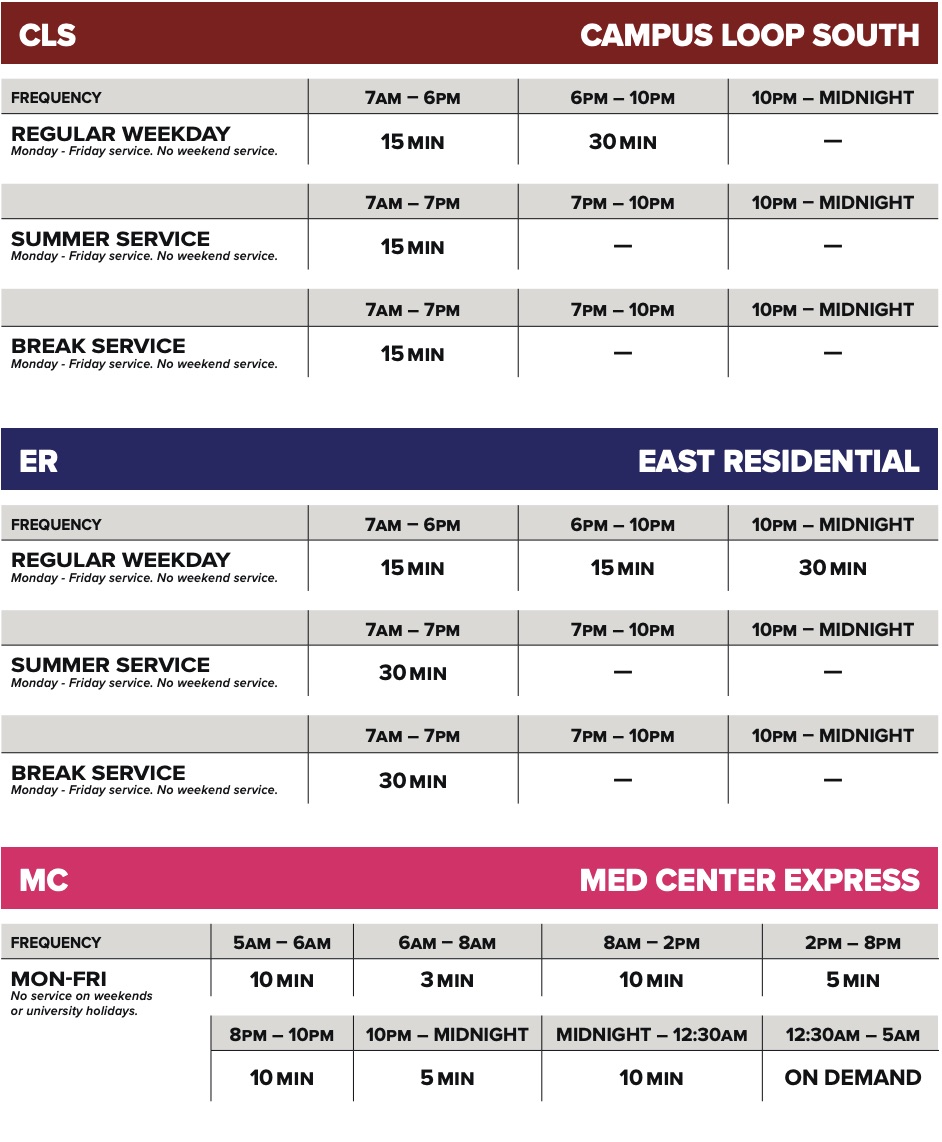 CLS CAMPUS LOOP SOUTH
FREQUENCY 7AM – 6PM 6PM – 10PM 10PM – MIDNIGHT
REGULAR WEEKDAY 15 MIN 30 MIN —
Monday - Friday service. No weekend service.
7AM – 7PM 7PM – 10PM 10PM – MIDNIGHT
SUMMER SERVICE 15 MIN — —
Monday - Friday service. No weekend service.
7AM – 7PM 7PM – 10PM 10PM – MIDNIGHT
BREAK SERVICE 15 MIN — —
Monday - Friday service. No weekend service.
ER EAST RESIDENTIAL
FREQUENCY 7AM – 6PM 6PM – 10PM 10PM – MIDNIGHT
REGULAR WEEKDAY 15 MIN 15 MIN 30 MIN
Monday - Friday service. No weekend service.
7AM – 7PM 7PM – 10PM 10PM – MIDNIGHT
SUMMER SERVICE 30 MIN — —
Monday - Friday service. No weekend service.
7AM – 7PM 7PM – 10PM 10PM – MIDNIGHT
BREAK SERVICE 30 MIN — —
Monday - Friday service. No weekend service.
MC MED CENTER EXPRESS
FREQUENCY 5AM – 6AM 6AM – 8AM 8AM – 2PM 2PM – 8PM
MON-FRI 10 MIN 3 MIN 10 MIN 5 MIN
No service on weekends
or university holidays.
8PM – 10PM 10PM – MIDNIGHT MIDNIGHT – 12:30AM 12:30AM – 5AM
10 MIN 5 MIN 10 MIN ON DEMAND